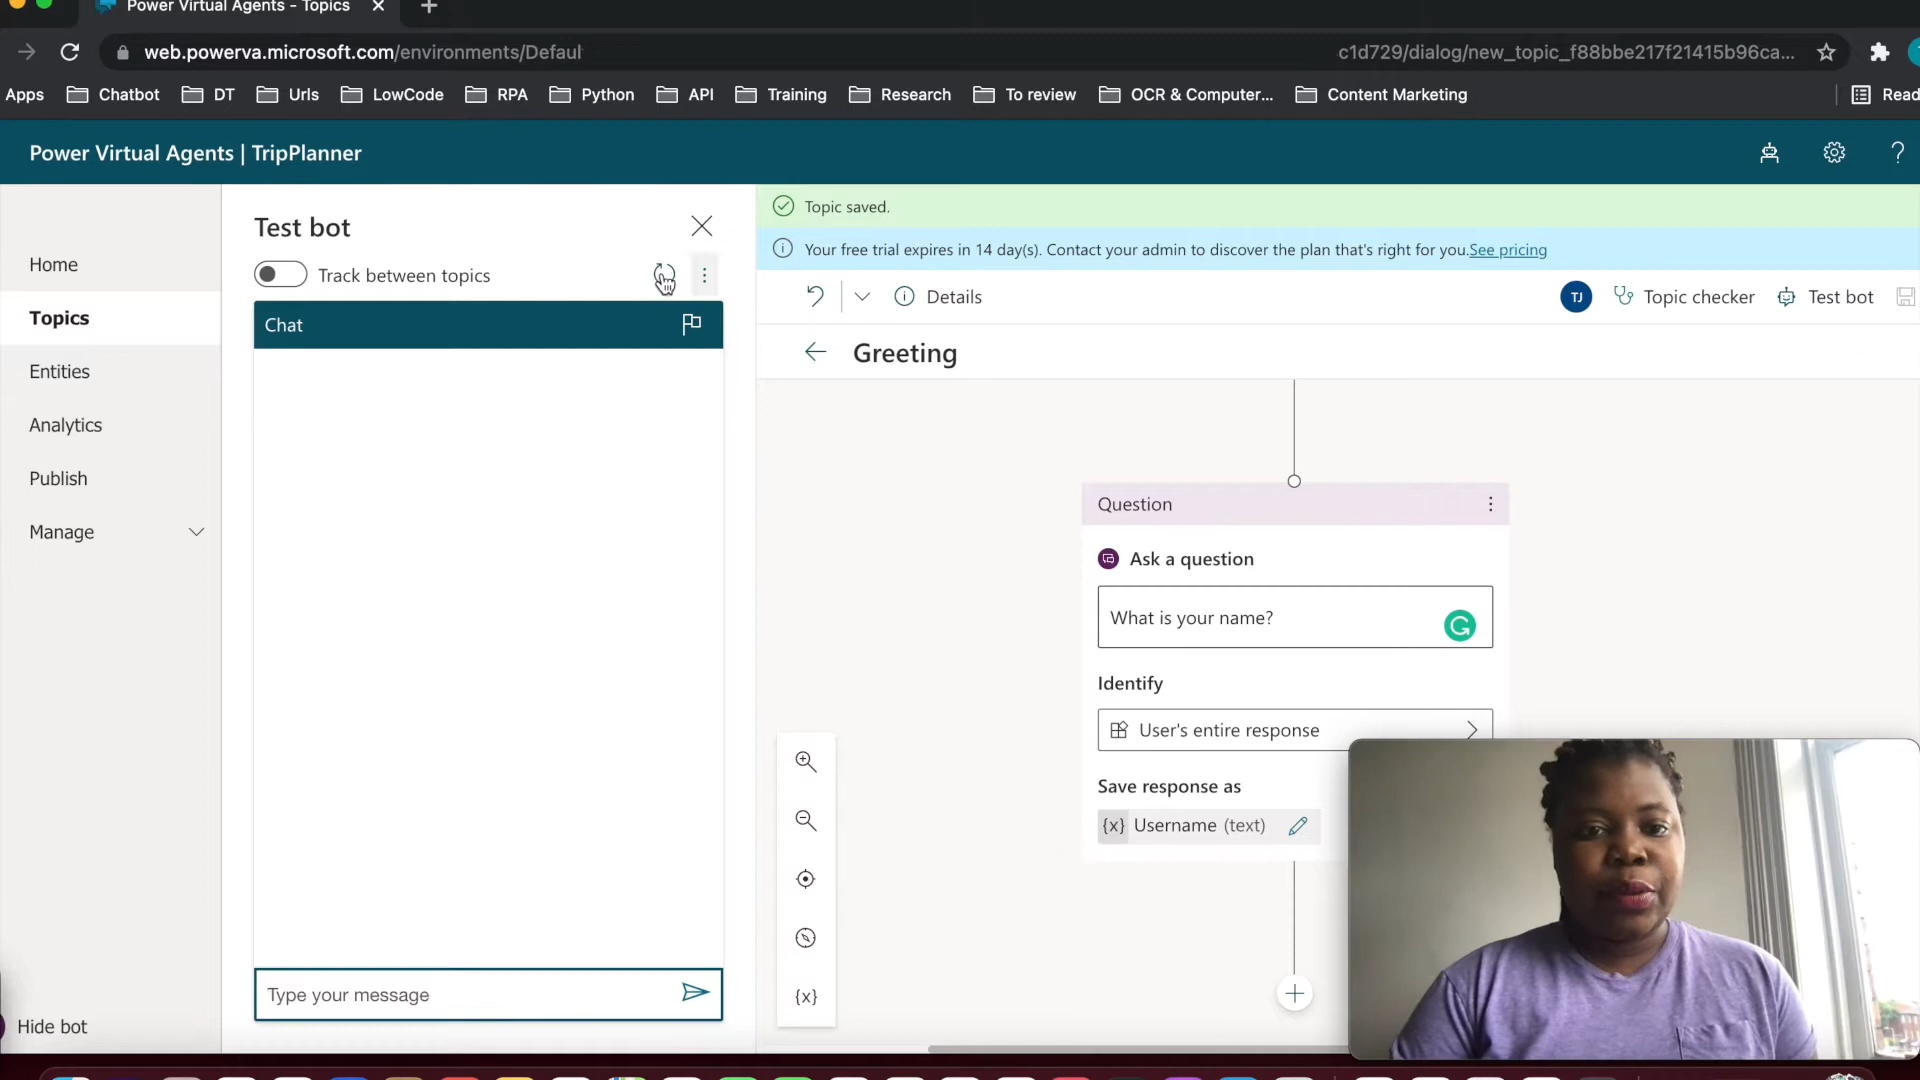 Power Virtual Agents - Topics
web.powerva.microsoft.com/environments/Defaul
c1d729/dialog/new_topic_f88bbe217f21415b96ca...
Apps
Chatbot
DT
Urls
LowCode
RPA
Python
API
Training
Research
To review
OCR & Computer...
Content Marketing
Read
Power Virtual Agents | TripPlanner
?
Home
Topics
Entities
Analytics
Publish
Manage
Hide bot
Test bot
Track between topics
Chat
Type your message
Topic saved.
Your free trial expires in 14 day(s). Contact your admin to discover the plan that's right for you.See pricing
Details
TJ
Topic checker
Test bot
Greeting
Question
Ask a question
What is your name?
Identify
User's entire response
Save response as
{x} Username (text)
{x}